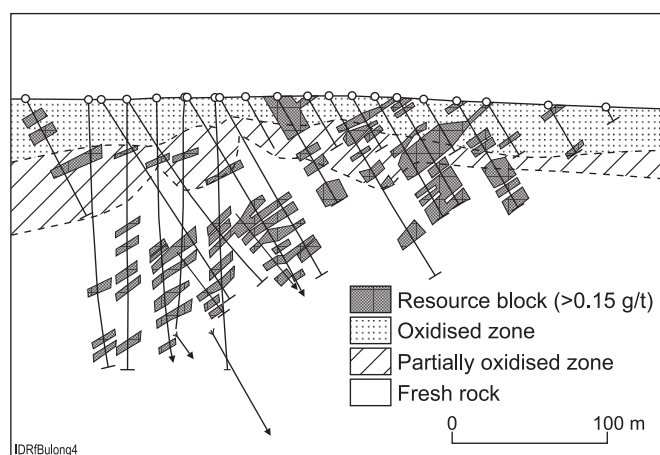 Resource block (>0.15 g/t)
Oxidised zone
Partially oxidised zone
Fresh rock
0 100 m
IDRfBulong4